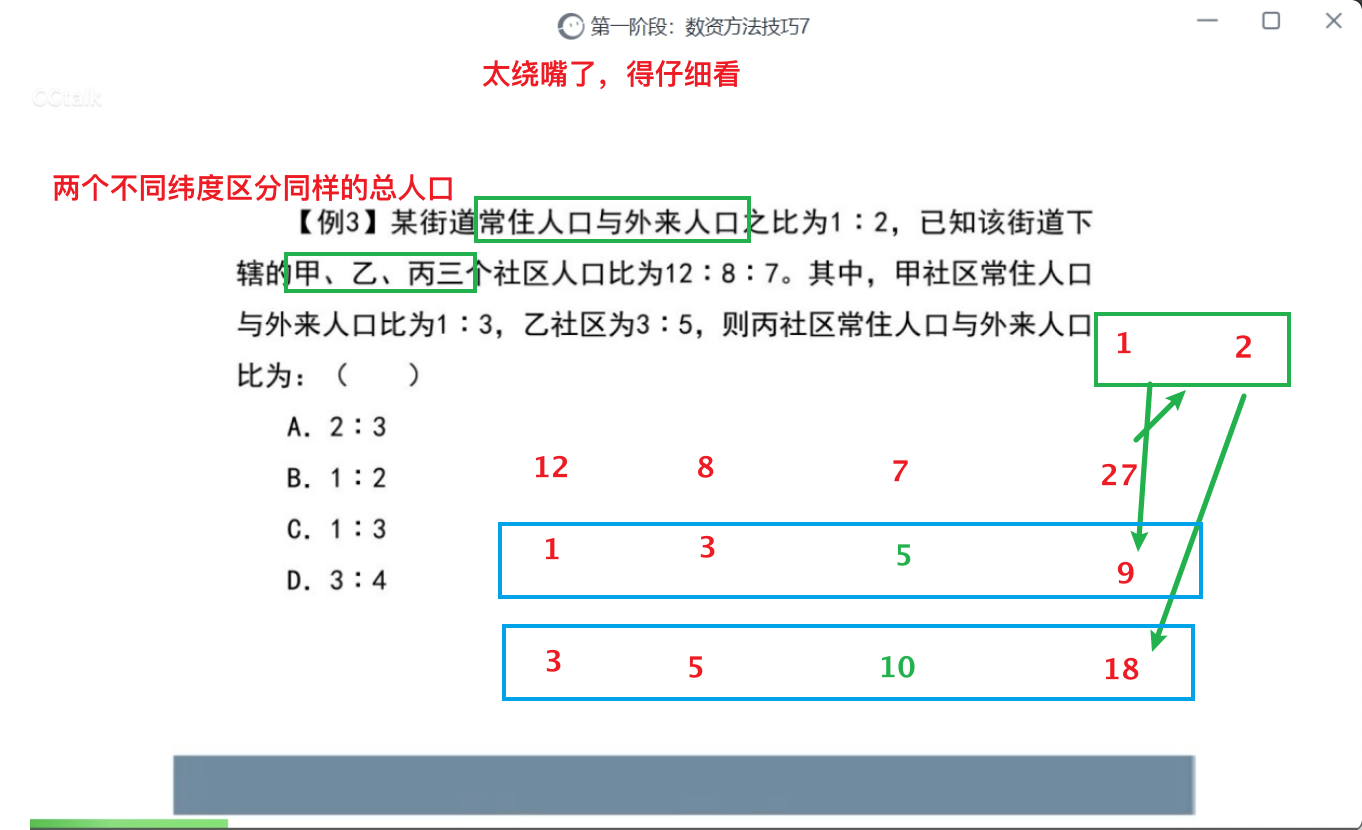 第一阶段：数资方法技巧7
太绕嘴了，得仔细看
CCtalk
两个不同纬度区分同样的总人口
【例3】某街道常住人口与外来人口之比为1∶2，已知该街道下
辖的甲、乙、丙三个社区人口比为12∶8∶7。其中，甲社区常住人口
与外来人口比为1∶3，乙社区为3∶5，则丙社区常住人口与外来人口
比为：（ ）
1 2
A. 2∶3
B. 1∶2
C. 1∶3
D. 3∶4
12 8 7 27
1 3 5 9
3 5 10 18